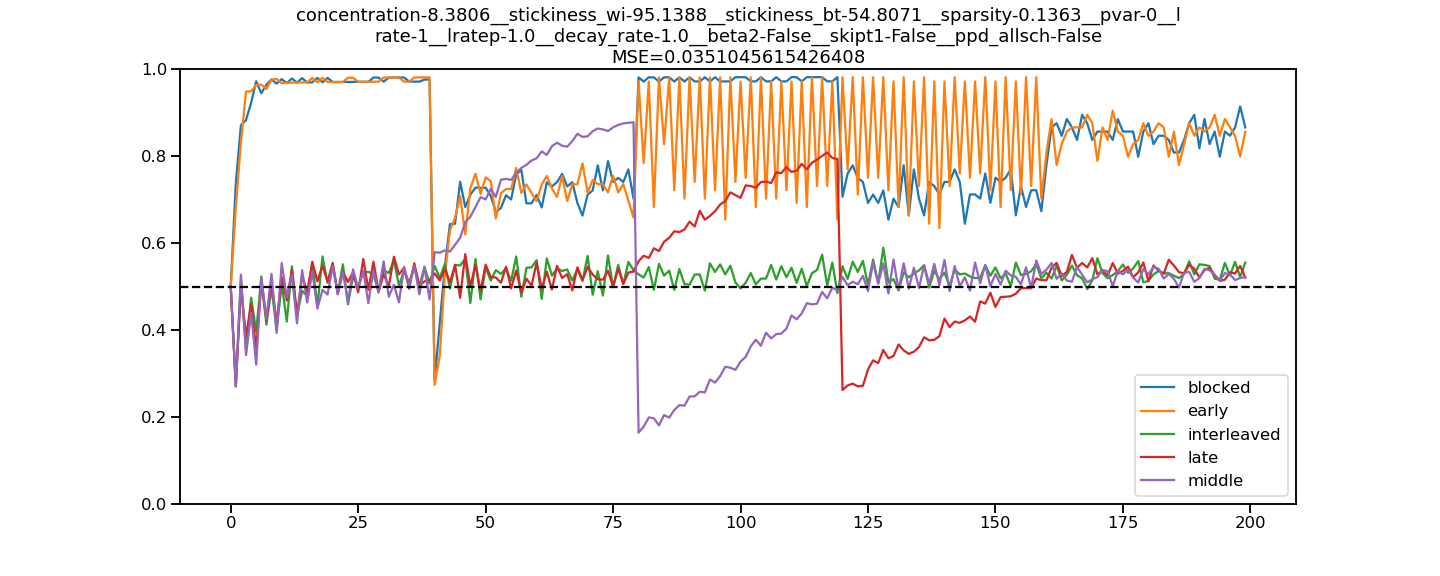 concentration-8.3806__stickiness_wi-95.1388__stickiness_bt-54.8071__sparsity-0.1363__pvar-0__l
rate-1__lratep-1.0__decay_rate-1.0__beta2-False__skipt1-False__ppd_allsch-False
MSE=0.0351045615426408
1.0
0.8
0.6
0.4
0.2
0.0
0 25 50 75 100 125 150 175 200
blocked
early
interleaved
late
middle